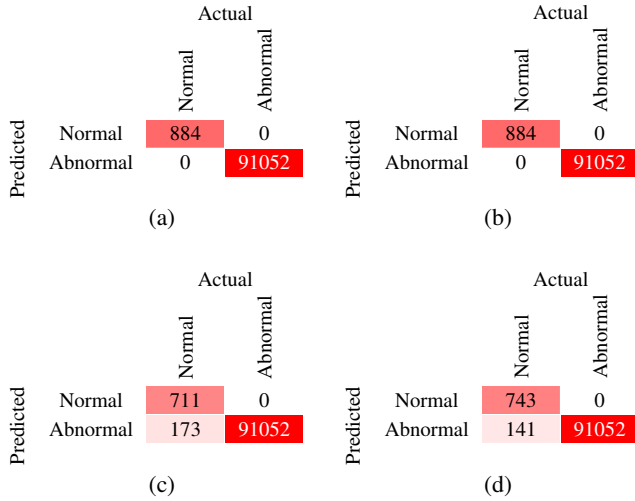 Actual
Normal
Abnormal
Predicted
Normal 884 0
Abnormal 0 91052
(a)
Actual
Normal
Abnormal
Predicted
Normal 884 0
Abnormal 0 91052
(b)
Actual
Normal
Abnormal
Predicted
Normal 711 0
Abnormal 173 91052
(c)
Actual
Normal
Abnormal
Predicted
Normal 743 0
Abnormal 141 91052
(d)